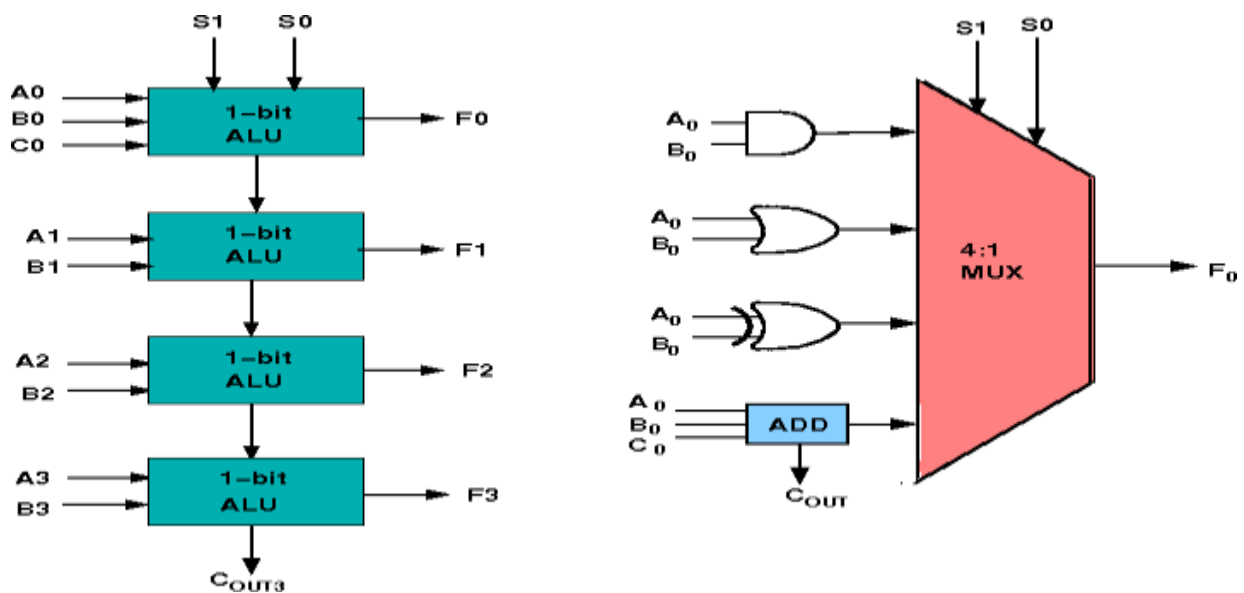 S1 S0
A0
B0
C0
1-bit
ALU
F0
A1
B1
1-bit
ALU
F1
A2
B2
1-bit
ALU
F2
A3
B3
1-bit
ALU
F3
COUT3
S1 S0
A0
B0
A0
B0
A0
B0
A0
B0
C0
ADD
COUT
4:1
MUX
F0